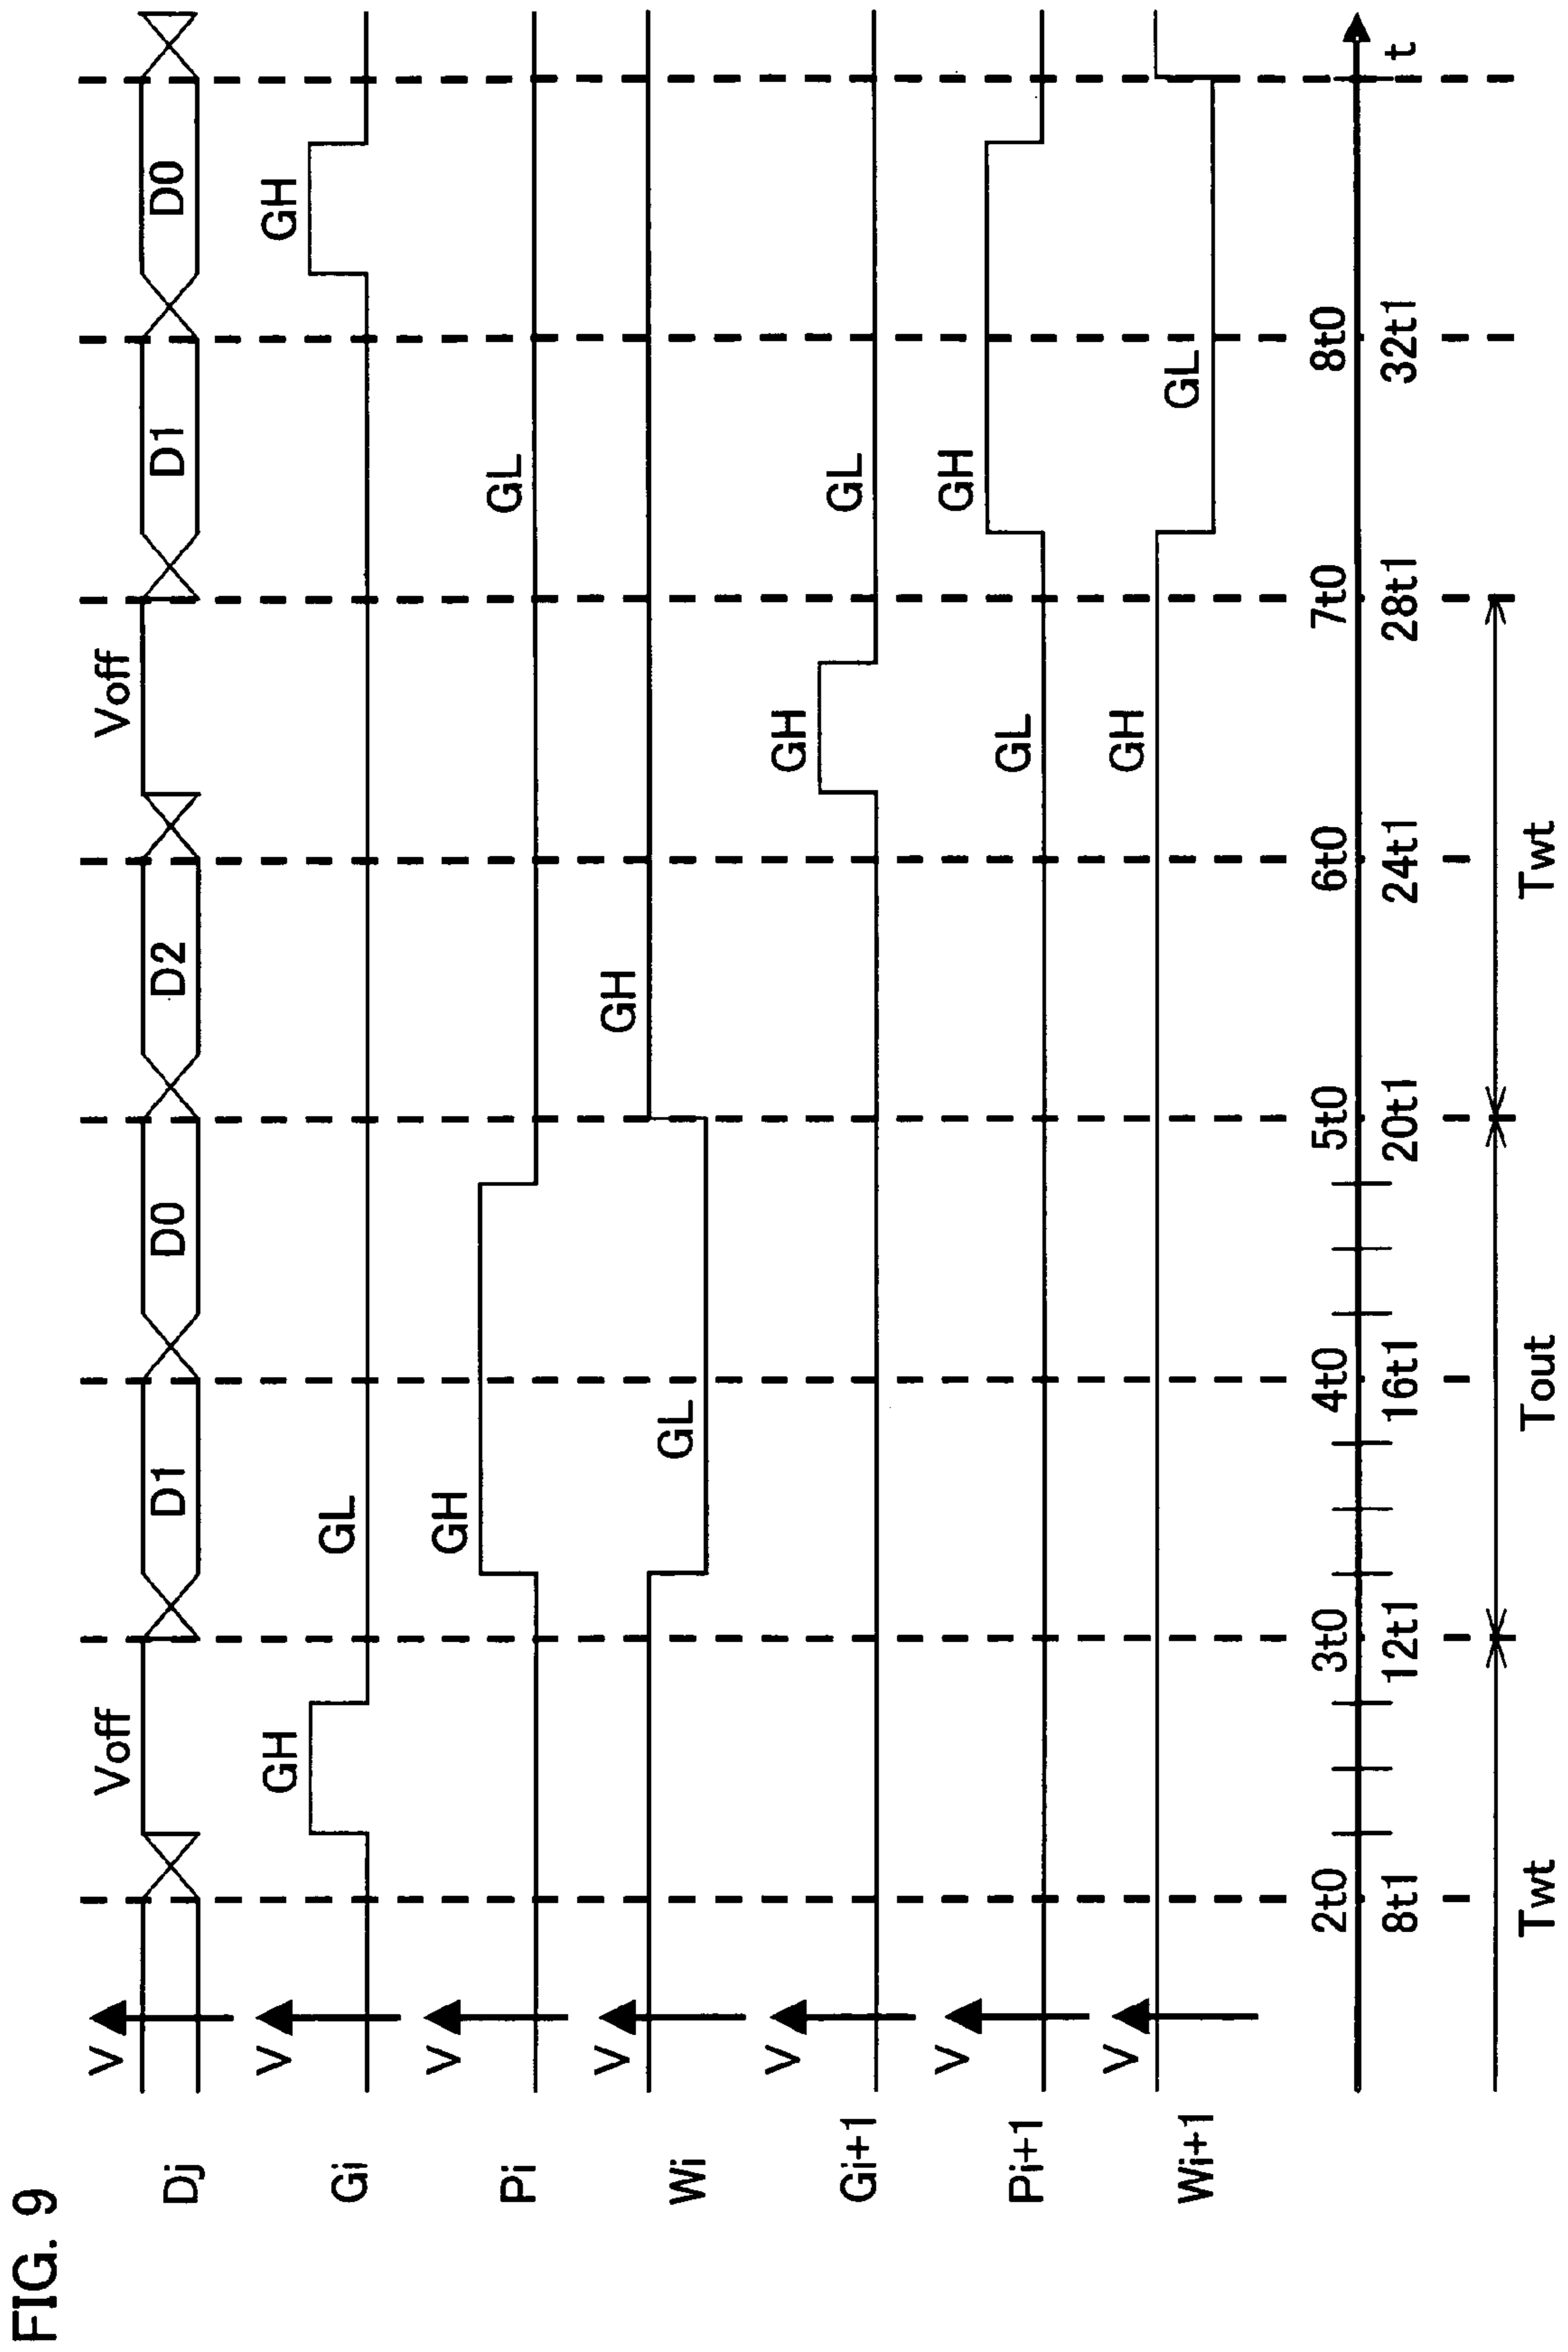 FIG. 9
Dj V Voff D1 D0 D2 Voff D1 D0
Gi V GH GL GH
Pi V GH GL
Wi V GL GH
Gi+1 V GH GL
Pi+1 V GL GH
Wi+1 V GH GL
2t0 3t0 4t0 5t0 6t0 7t0 8t0
8t1 12t1 16t1 20t1 24t1 28t1 32t1 t
Twt Tout Twt